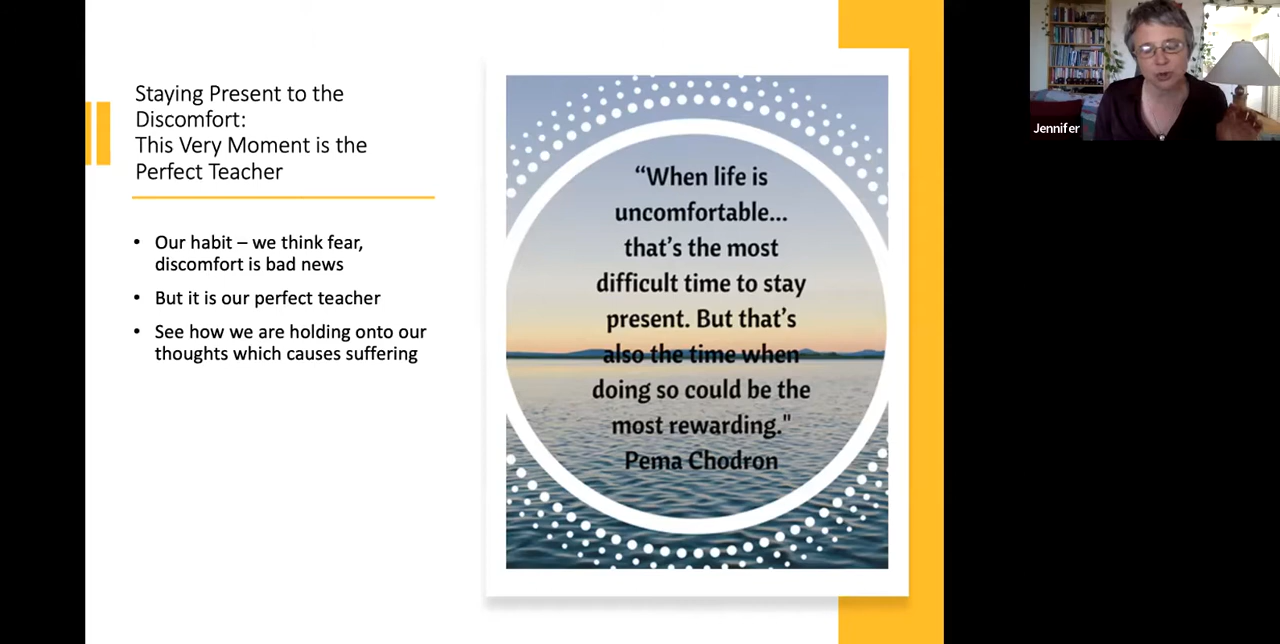 Staying Present to the
Discomfort:
This Very Moment is the
Perfect Teacher
• Our habit – we think fear,
discomfort is bad news
• But it is our perfect teacher
• See how we are holding onto our
thoughts which causes suffering
“When life is
uncomfortable...
that’s the most
difficult time to stay
present. But that’s
also the time when
doing so could be the
most rewarding."
Pema Chodron
Jennifer